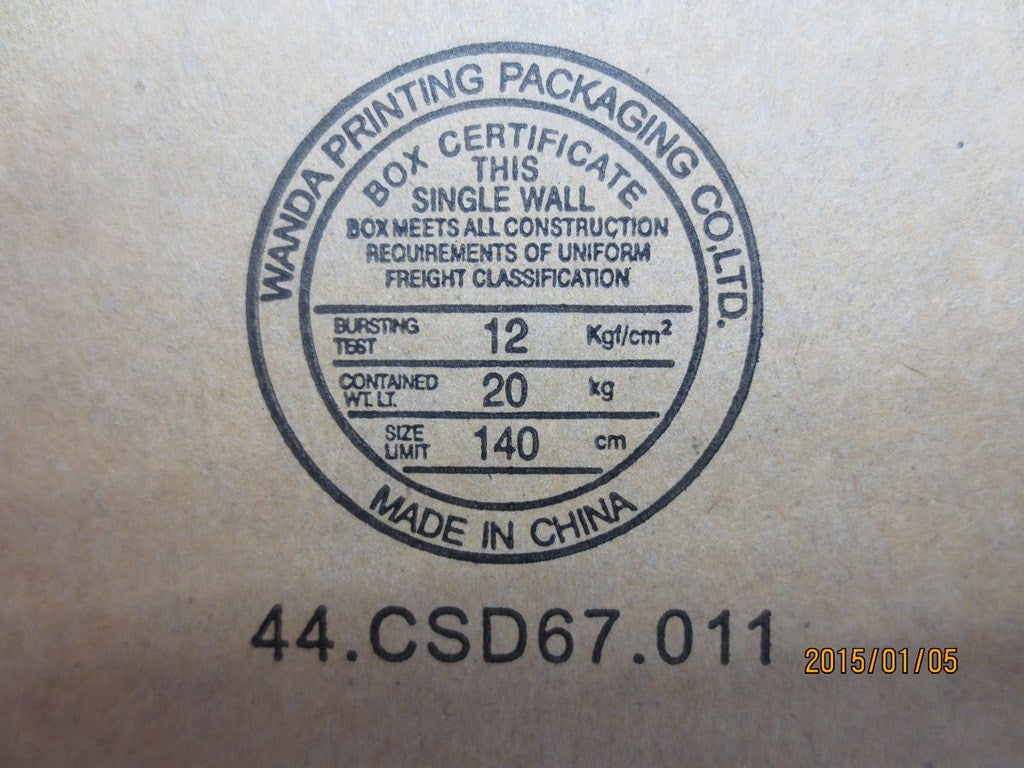 WANDA PRINTING PACKAGING CO.,LTD.
BOX CERTIFICATE
THIS
SINGLE WALL
BOX MEETS ALL CONSTRUCTION
REQUIREMENTS OF UNIFORM
FREIGHT CLASSIFICATION
BURSTING TEST 12 Kgf/cm²
CONTAINED WT. LT. 20 kg
SIZE LIMIT 140 cm
MADE IN CHINA
44.CSD67.011
2015/01/05